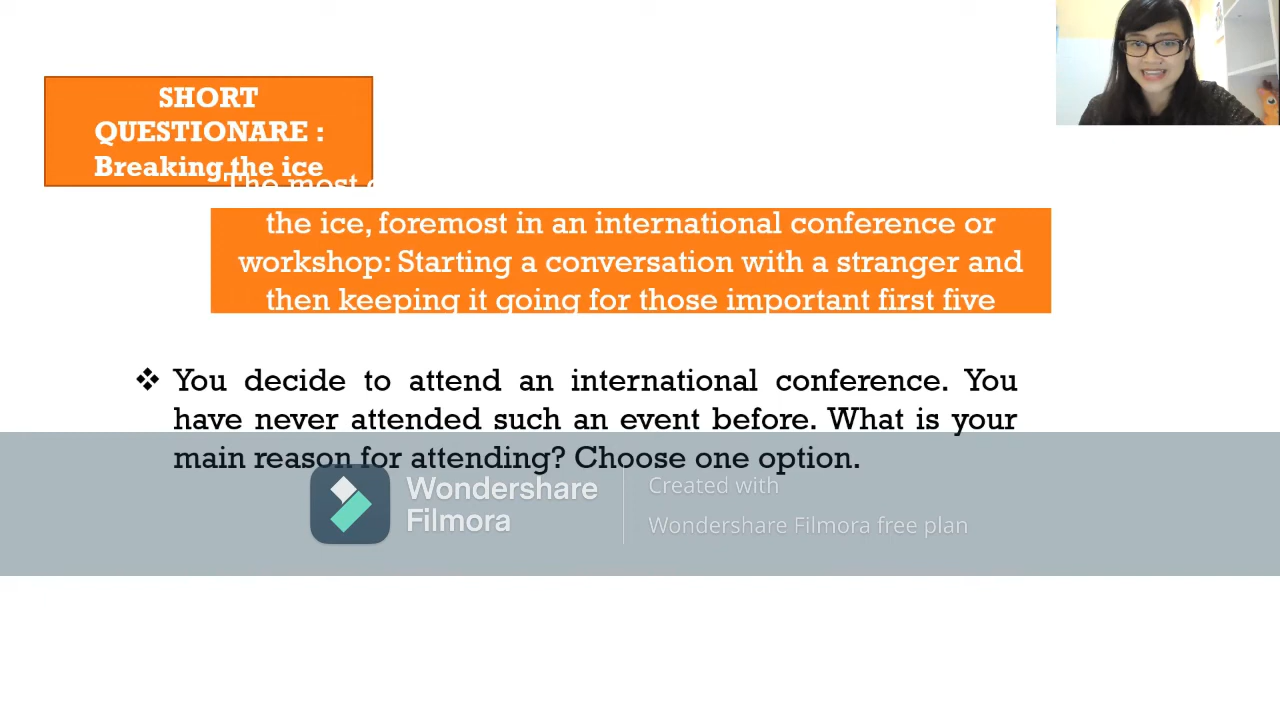 SHORT
QUESTIONARE :
Breaking the ice
The most
the ice, foremost in an international conference or
workshop: Starting a conversation with a stranger and
then keeping it going for those important first five
❖ You decide to attend an international conference. You
have never attended such an event before. What is your
main reason for attending? Choose one option.
Wondershare
Filmora
Created with
Wondershare Filmora free plan